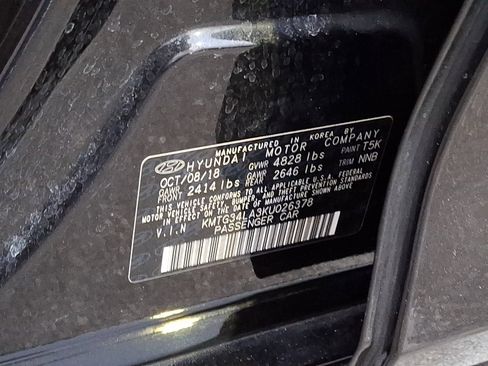 MANUFACTURED IN KOREA BY
HYUNDAI MOTOR COMPANY
OCT/08/18 GVWR 4828 lbs PAINT T5K
GAWR 2414 lbs GAWR 2646 lbs TRIM NNB
THIS VEHICLE CONFORMS TO ALL APPLICABLE U.S. FEDERAL
MOTOR VEHICLE SAFETY, BUMPER, AND THEFT PREVENTION STANDARDS
IN EFFECT ON THE DATE OF MANUFACTURE SHOWN ABOVE.
V.I.N KMTG34LA3KU026378
PASSENGER CAR